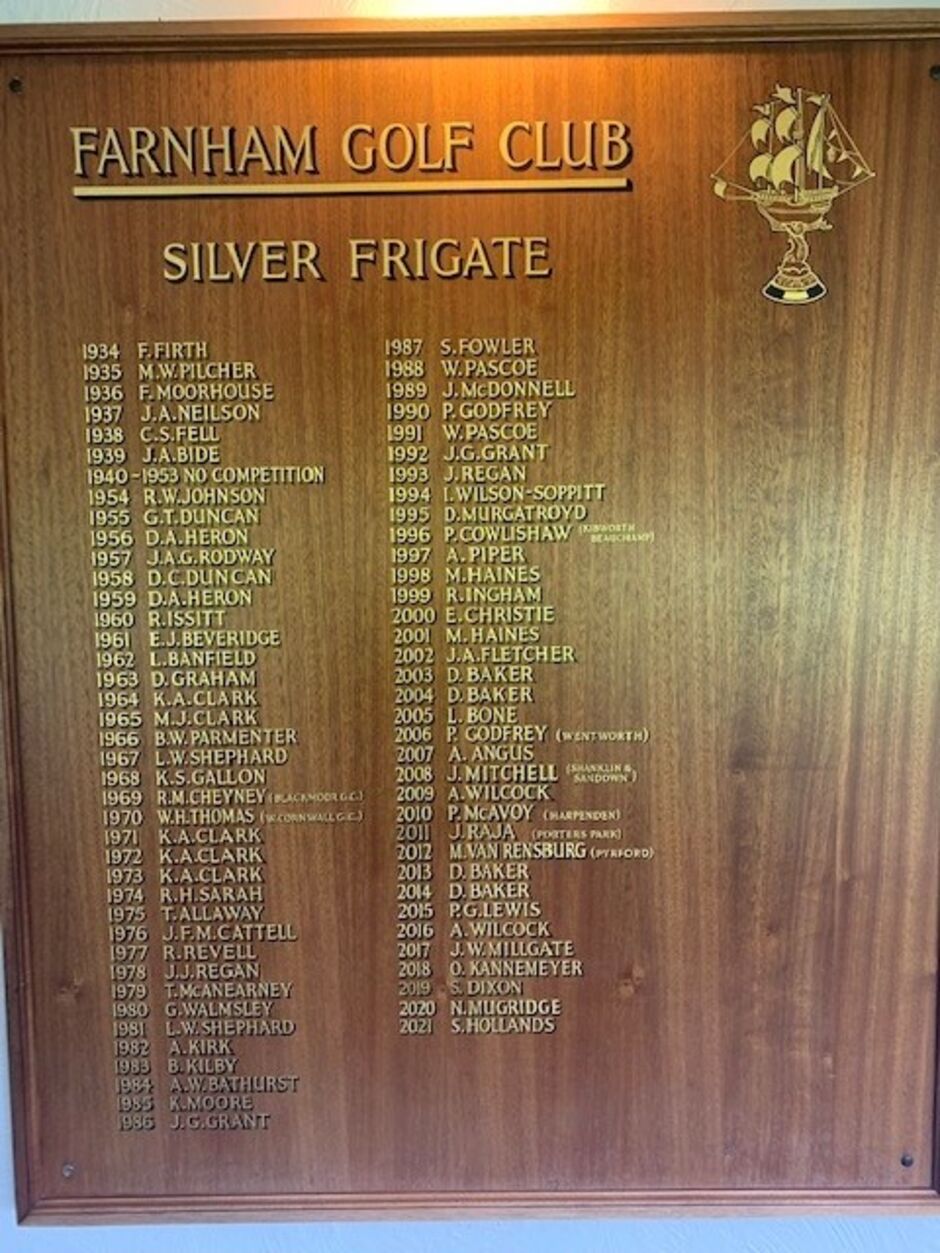 FARNHAM GOLF CLUB
SILVER FRIGATE
1934 F. FIRTH
1935 M.W. PILCHER
1936 F. MOORHOUSE
1937 J.A. NEILSON
1938 C.S. FELL
1939 J.A. BIDE
1940-1953 NO COMPETITION
1954 R.W. JOHNSON
1955 G.T. DUNCAN
1956 D.A. HERON
1957 J.A.G. RODWAY
1958 D.C. DUNCAN
1959 D.A. HERON
1960 R. ISSITT
1961 E.J. BEVERIDGE
1962 L. BANFIELD
1963 D. GRAHAM
1964 K.A. CLARK
1965 M.J. CLARK
1966 B.W. PARMENTER
1967 L.W. SHEPHARD
1968 K.S. GALLON
1969 R.M. CHEYNEY (BLACKMOOR G.C.)
1970 W.H. THOMAS (W. CORNWALL G.C.)
1971 K.A. CLARK
1972 K.A. CLARK
1973 K.A. CLARK
1974 R.H. SARAH
1975 T. ALLAWAY
1976 J.F.M. CATTELL
1977 R. REVELL
1978 J.J. REGAN
1979 T. McANEARNEY
1980 G. WALMSLEY
1981 L.W. SHEPHARD
1982 A. KIRK
1983 B. KILBY
1984 A.W. BATHURST
1985 K. MOORE
1986 J.G. GRANT
1987 S. FOWLER
1988 W. PASCOE
1989 J. McDONNELL
1990 P. GODFREY
1991 W. PASCOE
1992 J.G. GRANT
1993 J. REGAN
1994 I. WILSON-SOPPITT
1995 D. MURGATROYD
1996 P. COWLISHAW (KIBWORTH BEAUCHAMP)
1997 A. PIPER
1998 M. HAINES
1999 R. INGHAM
2000 E. CHRISTIE
2001 M. HAINES
2002 J.A. FLETCHER
2003 D. BAKER
2004 D. BAKER
2005 L. BONE
2006 P. GODFREY (WENTWORTH)
2007 A. ANGUS
2008 J. MITCHELL (SHANKLIN & SANDOWN)
2009 A. WILCOCK
2010 P. McAVOY (HARPENDEN)
2011 J. RAJA (PORTERS PARK)
2012 M. VAN RENSBURG (PYRFORD)
2013 D. BAKER
2014 D. BAKER
2015 P.G. LEWIS
2016 A. WILCOCK
2017 J.W. MILLGATE
2018 O. KANNEMEYER
2019 S. DIXON
2020 N. MUGRIDGE
2021 S. HOLLANDS